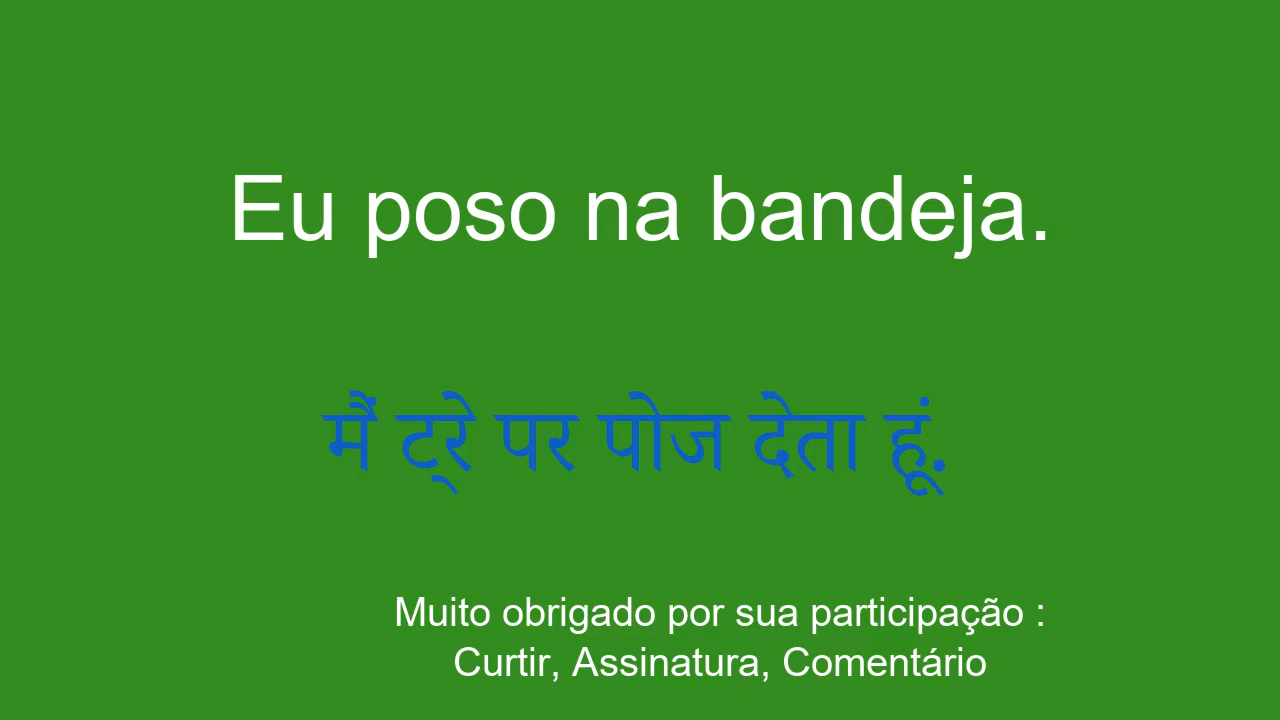 Eu poso na bandeja.
मैं ट्रे पर पोज देता हूं.
Muito obrigado por sua participação :
Curtir, Assinatura, Comentário